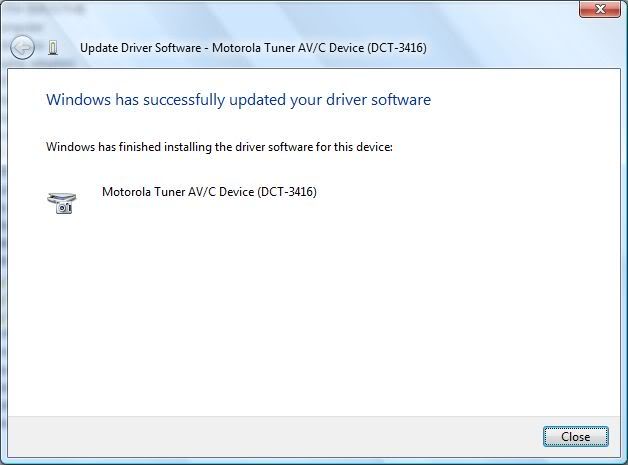 Update Driver Software - Motorola Tuner AV/C Device (DCT-3416)
Windows has successfully updated your driver software
Windows has finished installing the driver software for this device:
Motorola Tuner AV/C Device (DCT-3416)
Close